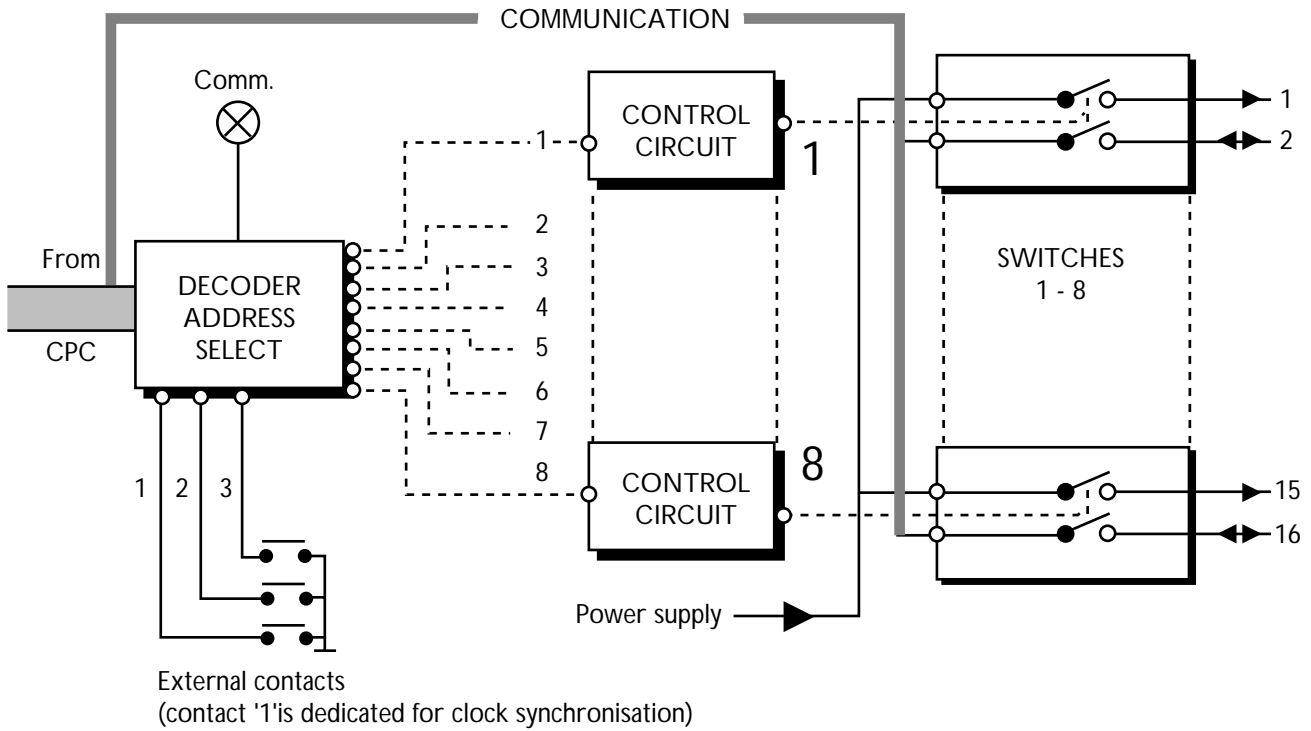 COMMUNICATION
Comm.
From
CPC
DECODER
ADDRESS
SELECT
1
2
3
4
5
6
7
8
CONTROL
CIRCUIT
1
CONTROL
CIRCUIT
8
SWITCHES
1 - 8
1
2
15
16
1 2 3
Power supply
External contacts
(contact '1'is dedicated for clock synchronisation)